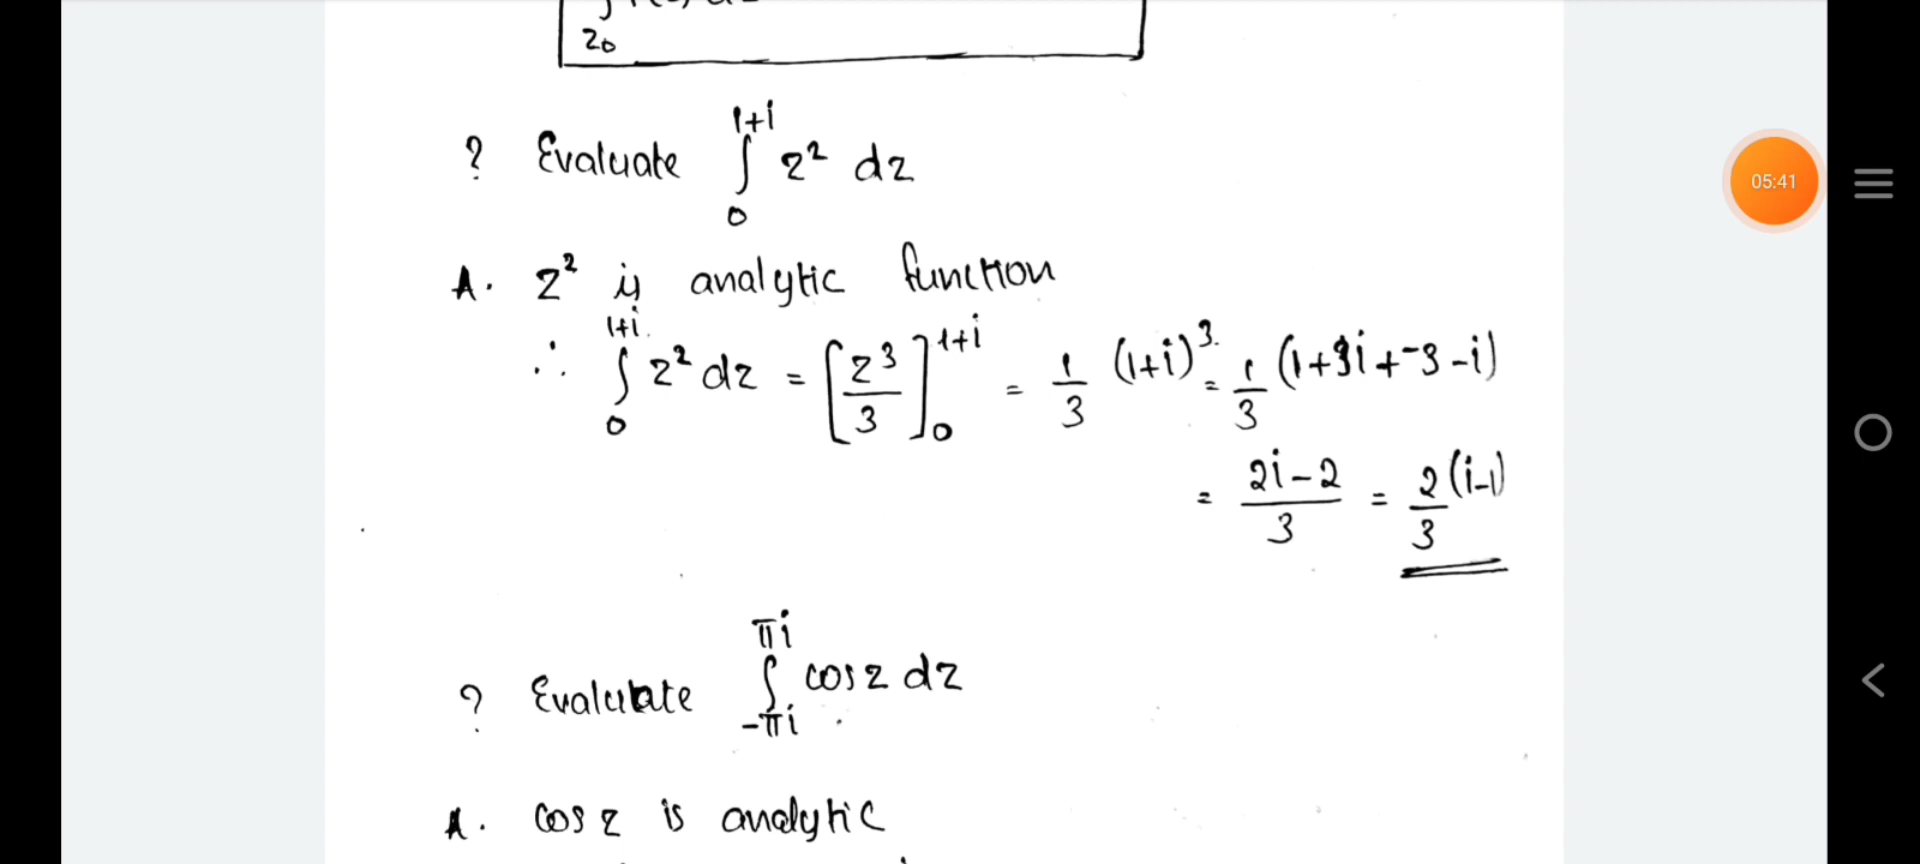 z₀
? Evaluate ∫₀^{1+i} z² dz
A. z² is analytic function
∴ ∫₀^{1+i} z² dz = [z³/3]₀^{1+i} = 1/3 (1+i)³ = 1/3 (1+3i+-3-i)
= 2i-2/3 = 2/3 (i-1)
? Evaluate ∫_{-πi}^{πi} cos z dz
A. cos z is analytic
05:41